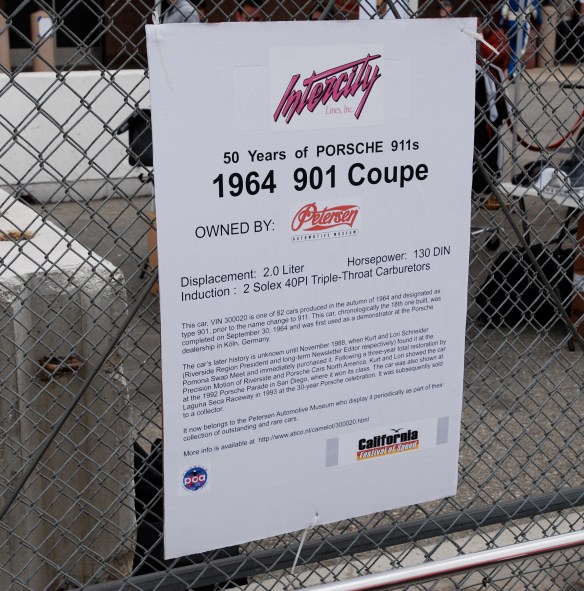 Intercity
Lines, Inc.
50 Years of PORSCHE 911s
1964 901 Coupe
OWNED BY: Petersen
AUTOMOTIVE MUSEUM
Displacement: 2.0 Liter Horsepower: 130 DIN
Induction : 2 Solex 40PI Triple-Throat Carburetors
This car, VIN 300020 is one of 82 cars produced in the autumn of 1964 and designated as
type 901, prior to the name change to 911. This car, chronologically the 18th one built, was
completed on September 30, 1964 and was first used as a demonstrator at the Porsche
dealership in Köln, Germany.
The car's later history is unknown until November 1988, when Kurt and Lori Schneider
(Riverside Region President and long-term Newsletter Editor respectively) found it at the
Pomona Swap Meet and immediately purchased it. Following a three-year total restoration by
Precision Motion of Riverside and Porsche Cars North America, Kurt and Lori showed the car
at the 1992 Porsche Parade in San Diego, where it won its class. The car was also shown at
Laguna Seca Raceway in 1993 at the 30-year Porsche celebration. It was subsequently sold
to a collector.
It now belongs to the Petersen Automotive Museum who display it periodically as part of their
collection of outstanding and rare cars.
More info is available at http://www.atico.nl/camelot/300020.html
California
Festival of Speed
pca